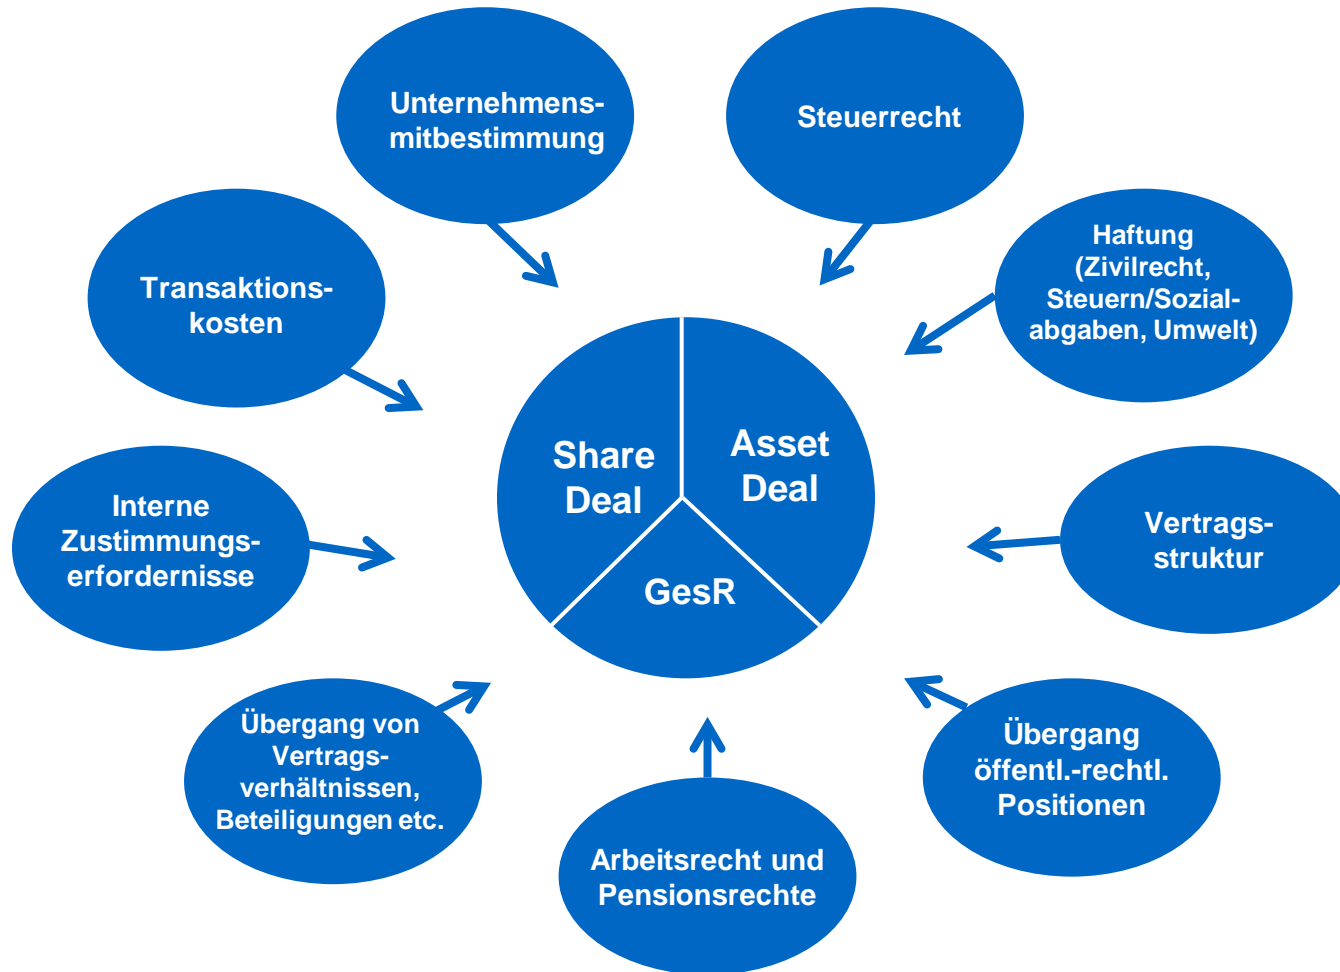 Unternehmens-
mitbestimmung
Steuerrecht
Haftung
(Zivilrecht,
Steuern/Sozial-
abgaben, Umwelt)
Transaktions-
kosten
Share
Deal
Asset
Deal
GesR
Interne
Zustimmungs-
erfordernisse
Vertrags-
struktur
Übergang von
Vertrags-
verhältnissen,
Beteiligungen etc.
Übergang
öffentl.-rechtl.
Positionen
Arbeitsrecht und
Pensionsrechte